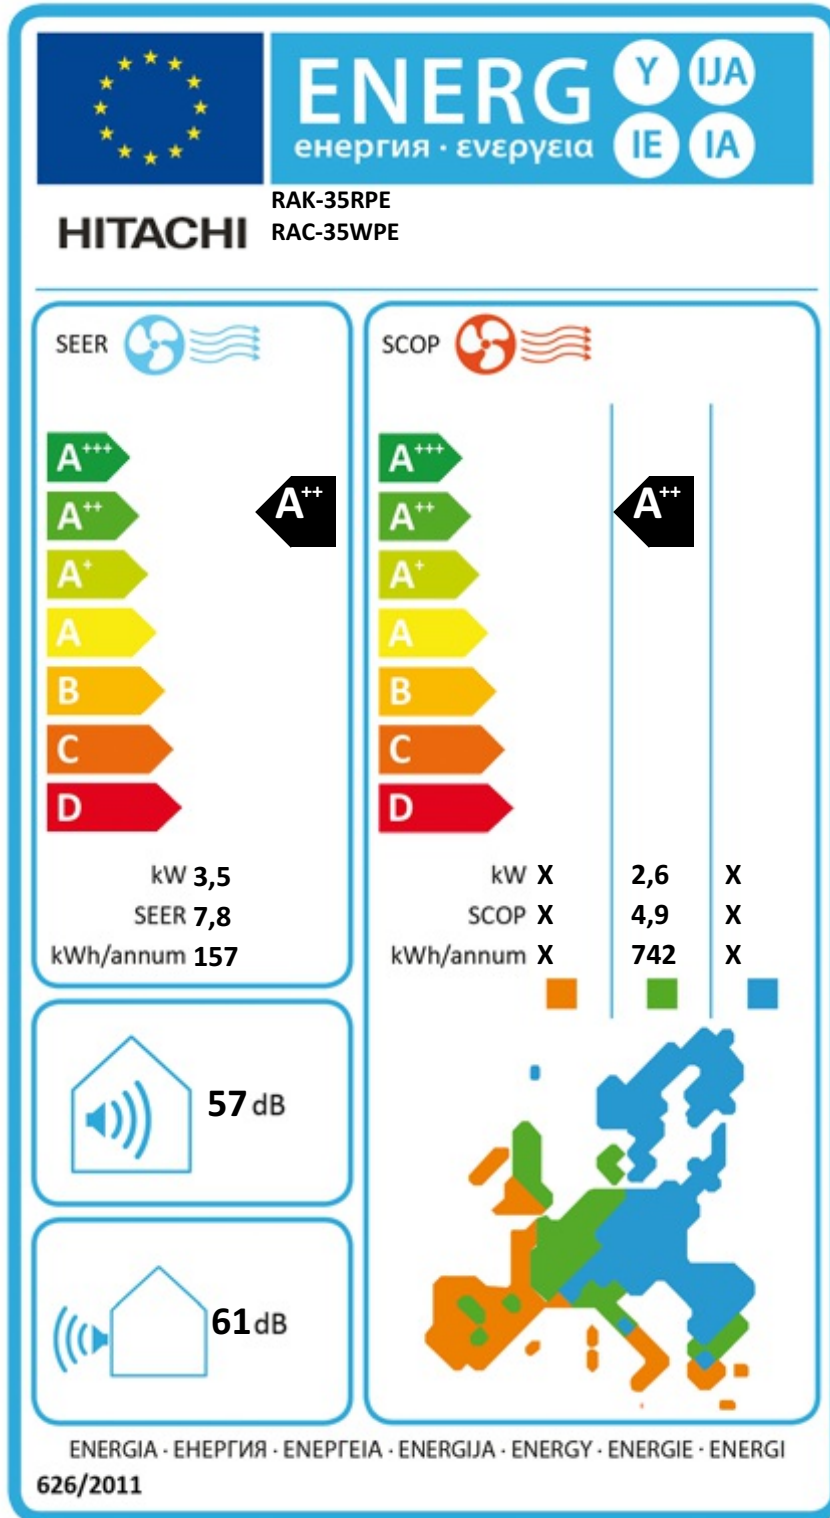 ENERG Y IJA
енергия · ενεργεια IE IA
HITACHI
RAK-35RPE
RAC-35WPE
SEER
A+++
A++
A++
A+
A
B
C
D
kW 3,5
SEER 7,8
kWh/annum 157
SCOP
A+++
A++
A++
A+
A
B
C
D
kW X 2,6 X
SCOP X 4,9 X
kWh/annum X 742 X
57 dB
61 dB
ENERGIA · ЕНЕРГИЯ · ΕΝΕΡΓΕΙΑ · ENERGIJA · ENERGY · ENERGIE · ENERGI
626/2011